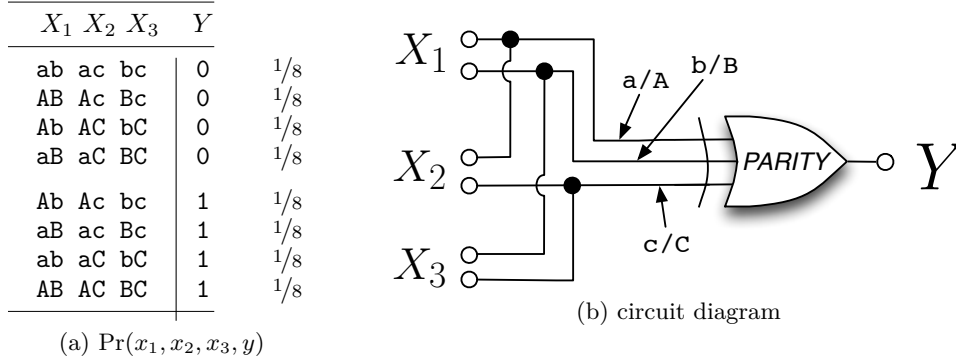 X₁ X₂ X₃ Y
ab ac bc 0 1/8
AB Ac Bc 0 1/8
Ab AC bC 0 1/8
aB aC BC 0 1/8
Ab Ac bc 1 1/8
aB ac Bc 1 1/8
ab aC bC 1 1/8
AB AC BC 1 1/8
(a) Pr(x₁, x₂, x₃, y)
X₁
b/B
a/A
X₂
PARITY
Y
c/C
X₃
(b) circuit diagram